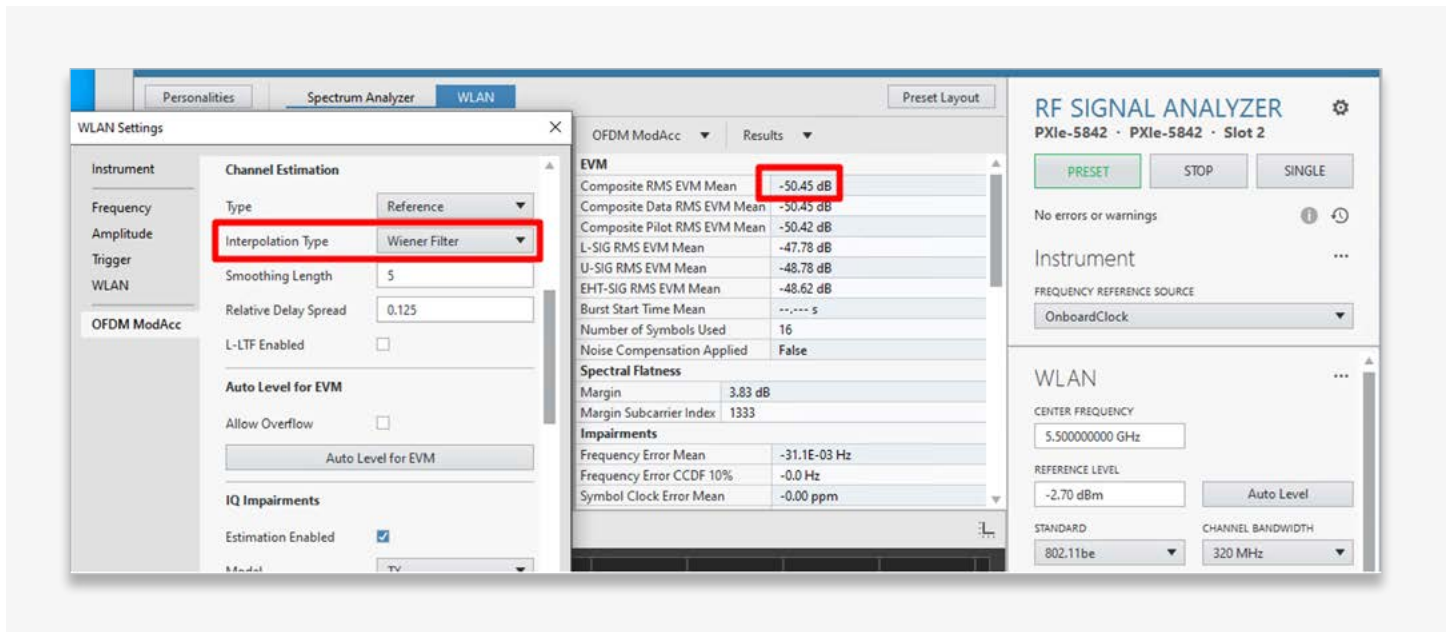 Personalities
Spectrum Analyzer
WLAN
Preset Layout
WLAN Settings
Instrument
Frequency
Amplitude
Trigger
WLAN
OFDM ModAcc
Channel Estimation
Type Reference
Interpolation Type Wiener Filter
Smoothing Length 5
Relative Delay Spread 0.125
L-LTF Enabled
Auto Level for EVM
Allow Overflow
Auto Level for EVM
IQ Impairments
Estimation Enabled
Model TX
OFDM ModAcc Results
EVM
Composite RMS EVM Mean -50.45 dB
Composite Data RMS EVM Mean -50.45 dB
Composite Pilot RMS EVM Mean -50.42 dB
L-SIG RMS EVM Mean -47.78 dB
U-SIG RMS EVM Mean -48.78 dB
EHT-SIG RMS EVM Mean -48.62 dB
Burst Start Time Mean --.--- s
Number of Symbols Used 16
Noise Compensation Applied False
Spectral Flatness
Margin 3.83 dB
Margin Subcarrier Index 1333
Impairments
Frequency Error Mean -31.1E-03 Hz
Frequency Error CCDF 10% -0.0 Hz
Symbol Clock Error Mean -0.00 ppm
RF SIGNAL ANALYZER
PXIe-5842 · PXIe-5842 · Slot 2
PRESET
STOP
SINGLE
No errors or warnings
Instrument
FREQUENCY REFERENCE SOURCE
OnboardClock
WLAN
CENTER FREQUENCY
5.500000000 GHz
REFERENCE LEVEL
-2.70 dBm
Auto Level
STANDARD CHANNEL BANDWIDTH
802.11be 320 MHz